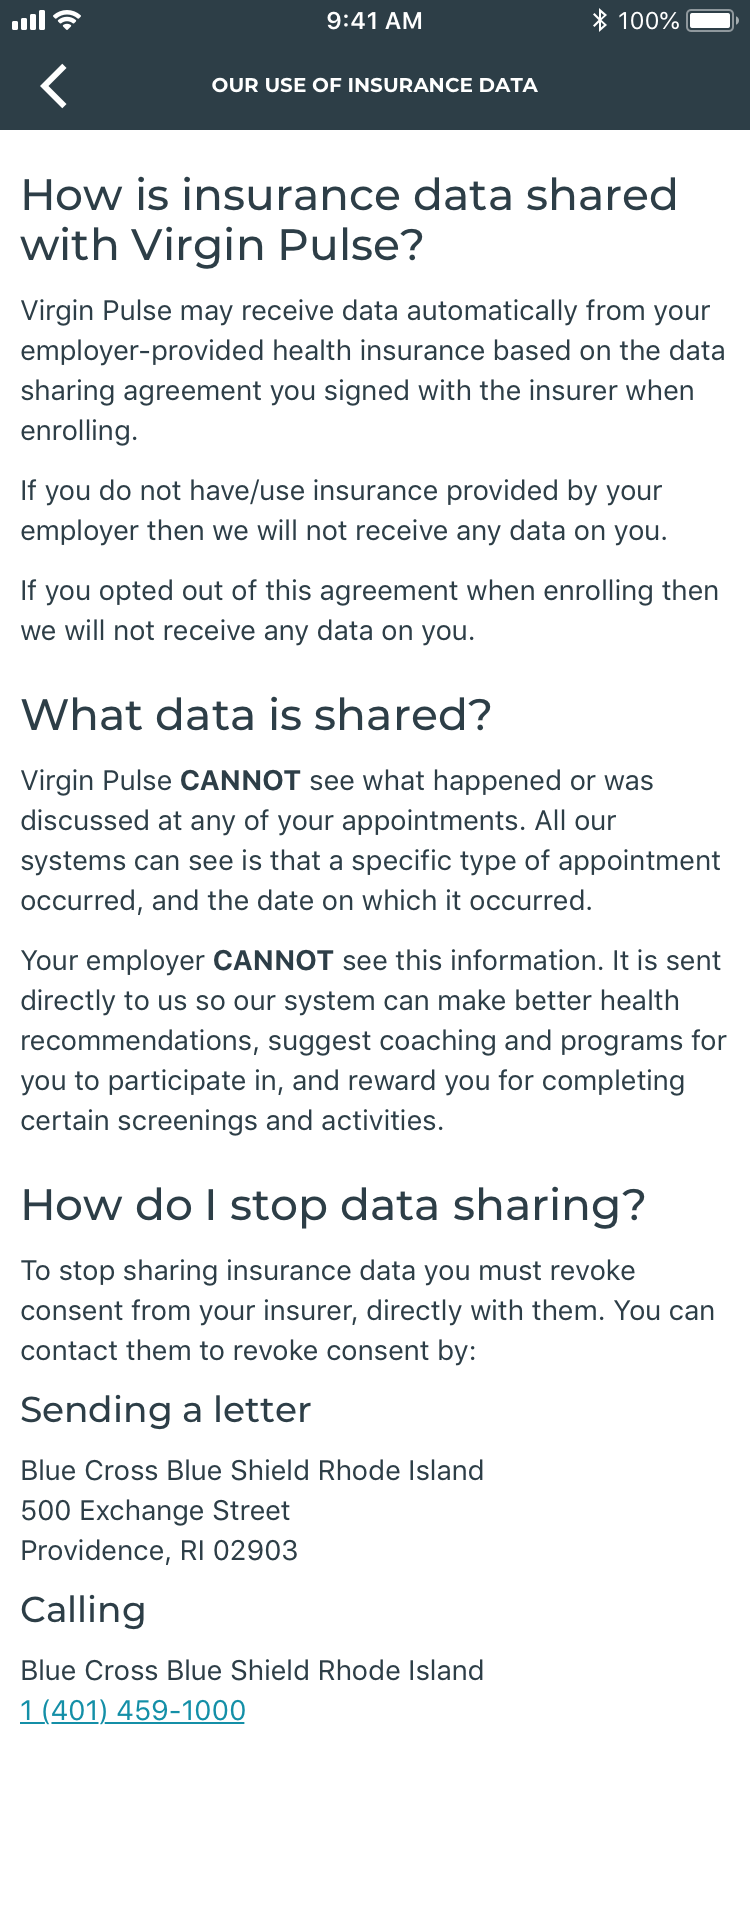 9:41 AM
100%
OUR USE OF INSURANCE DATA
How is insurance data shared
with Virgin Pulse?
Virgin Pulse may receive data automatically from your
employer-provided health insurance based on the data
sharing agreement you signed with the insurer when
enrolling.
If you do not have/use insurance provided by your
employer then we will not receive any data on you.
If you opted out of this agreement when enrolling then
we will not receive any data on you.
What data is shared?
Virgin Pulse CANNOT see what happened or was
discussed at any of your appointments. All our
systems can see is that a specific type of appointment
occurred, and the date on which it occurred.
Your employer CANNOT see this information. It is sent
directly to us so our system can make better health
recommendations, suggest coaching and programs for
you to participate in, and reward you for completing
certain screenings and activities.
How do I stop data sharing?
To stop sharing insurance data you must revoke
consent from your insurer, directly with them. You can
contact them to revoke consent by:
Sending a letter
Blue Cross Blue Shield Rhode Island
500 Exchange Street
Providence, RI 02903
Calling
Blue Cross Blue Shield Rhode Island
1 (401) 459-1000